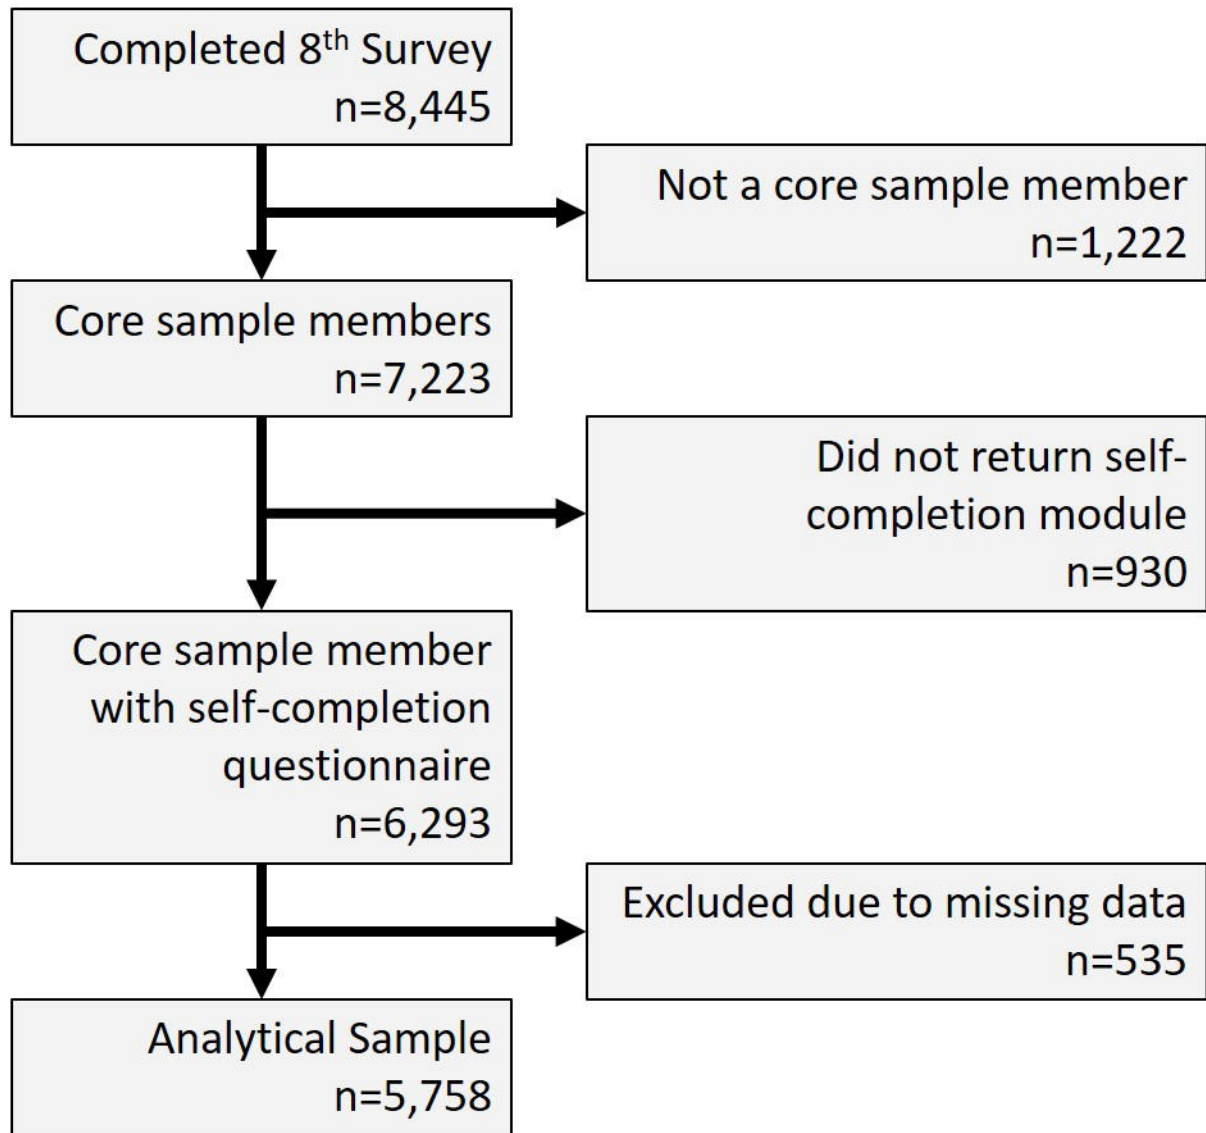 Completed 8th Survey
n=8,445
Not a core sample member
n=1,222
Core sample members
n=7,223
Did not return self-
completion module
n=930
Core sample member
with self-completion
questionnaire
n=6,293
Excluded due to missing data
n=535
Analytical Sample
n=5,758